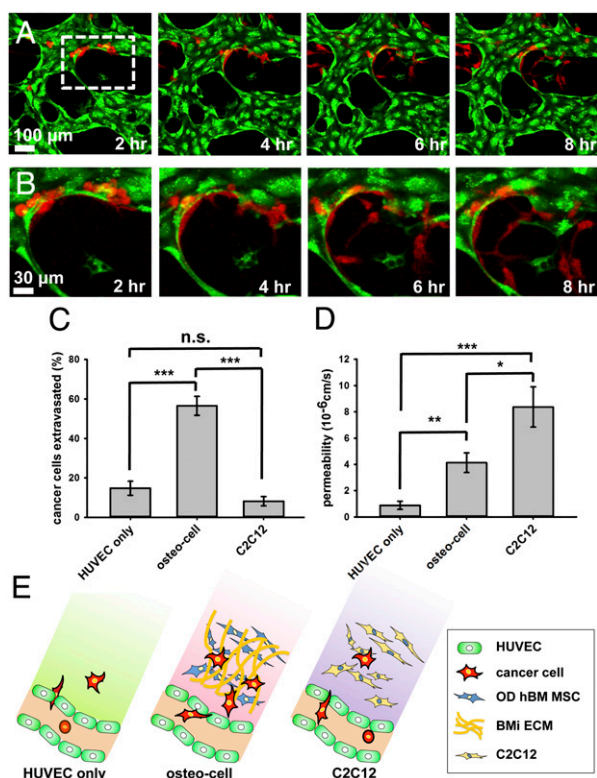 A
100 µm
2 hr
4 hr
6 hr
8 hr
B
30 µm
2 hr
4 hr
6 hr
8 hr
C
n.s.
***
***
cancer cells extravasated (%)
80
60
40
20
0
HUVEC only
osteo-cell
C2C12
D
***
*
**
permeability (10⁻⁶cm/s)
12
10
8
6
4
2
0
HUVEC only
osteo-cell
C2C12
E
HUVEC only
osteo-cell
C2C12
HUVEC
cancer cell
OD hBM MSC
BMi ECM
C2C12